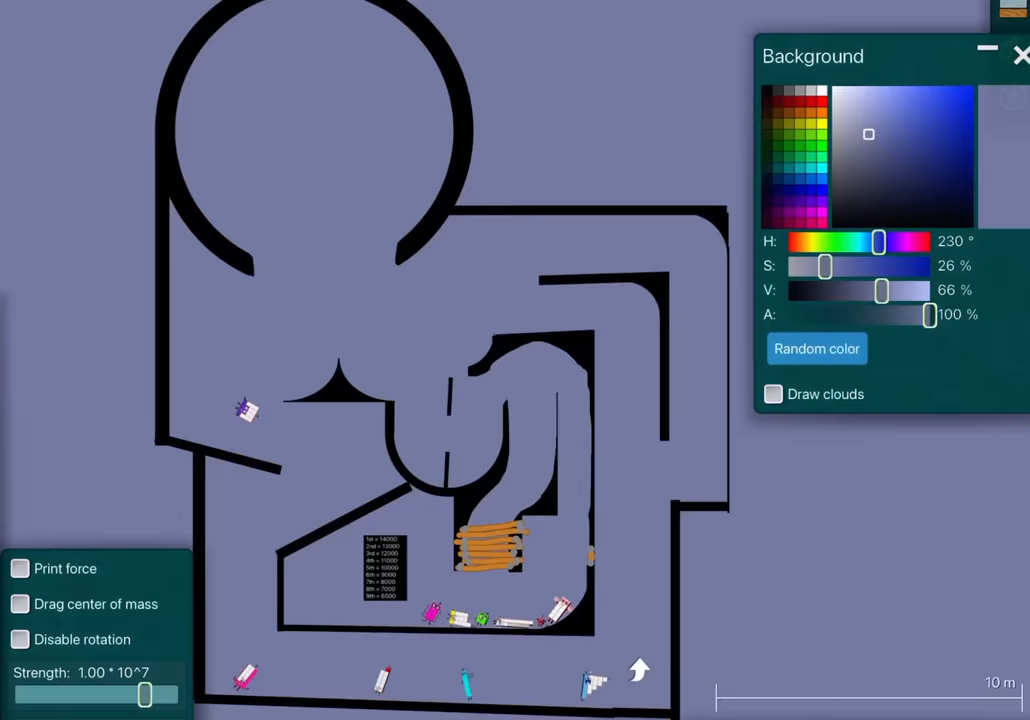 Background
H:
230 °
S:
26 %
V:
66 %
A:
100 %
Random color
Draw clouds
1st = 14000
2nd = 13000
3rd = 12000
4th = 11000
5th = 10000
6th = 9000
7th = 8000
8th = 7000
9th = 6500
Print force
Drag center of mass
Disable rotation
Strength: 1.00 * 10^7
10 m